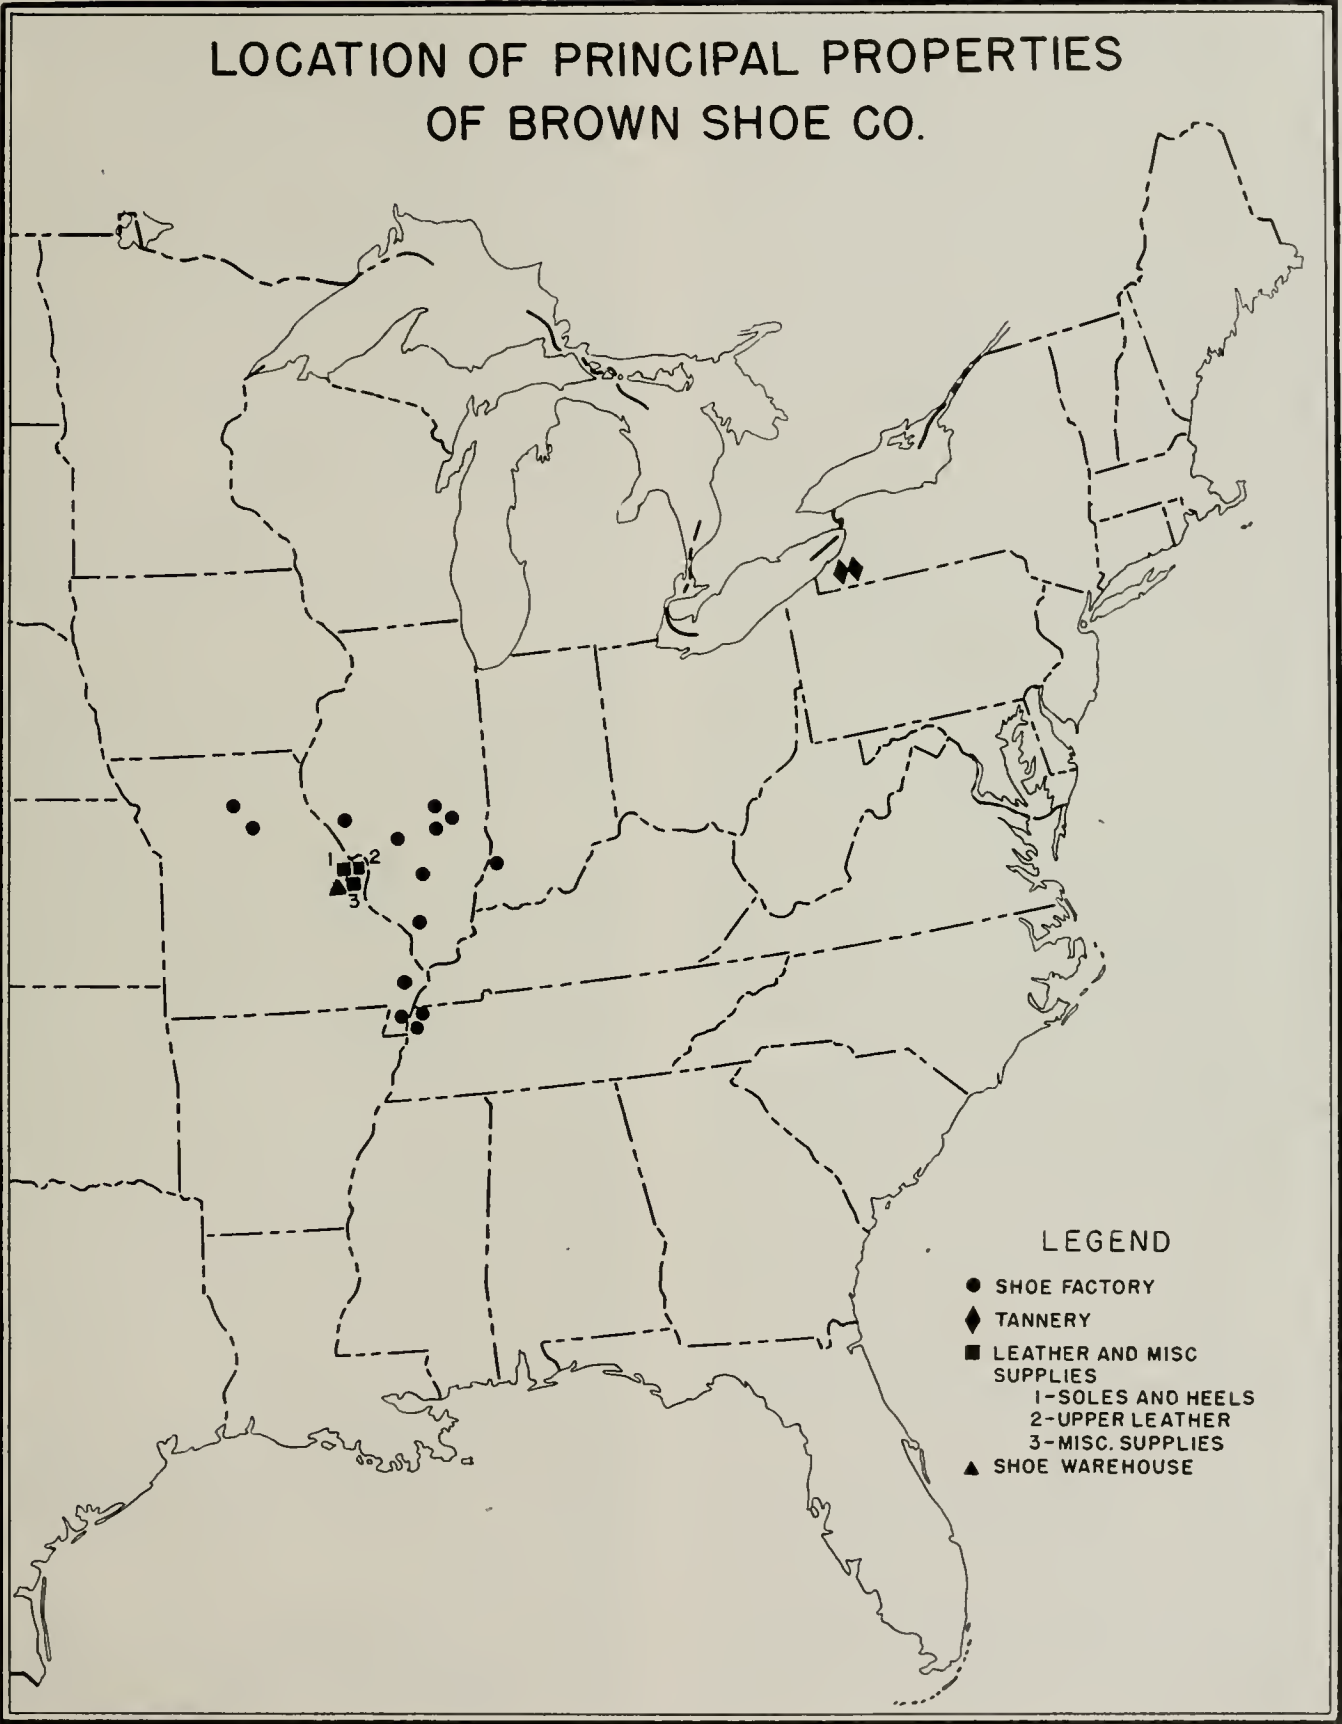 LOCATION OF PRINCIPAL PROPERTIES
OF BROWN SHOE CO.
1
2
3
LEGEND
SHOE FACTORY
TANNERY
LEATHER AND MISC
SUPPLIES
1-SOLES AND HEELS
2-UPPER LEATHER
3-MISC. SUPPLIES
SHOE WAREHOUSE